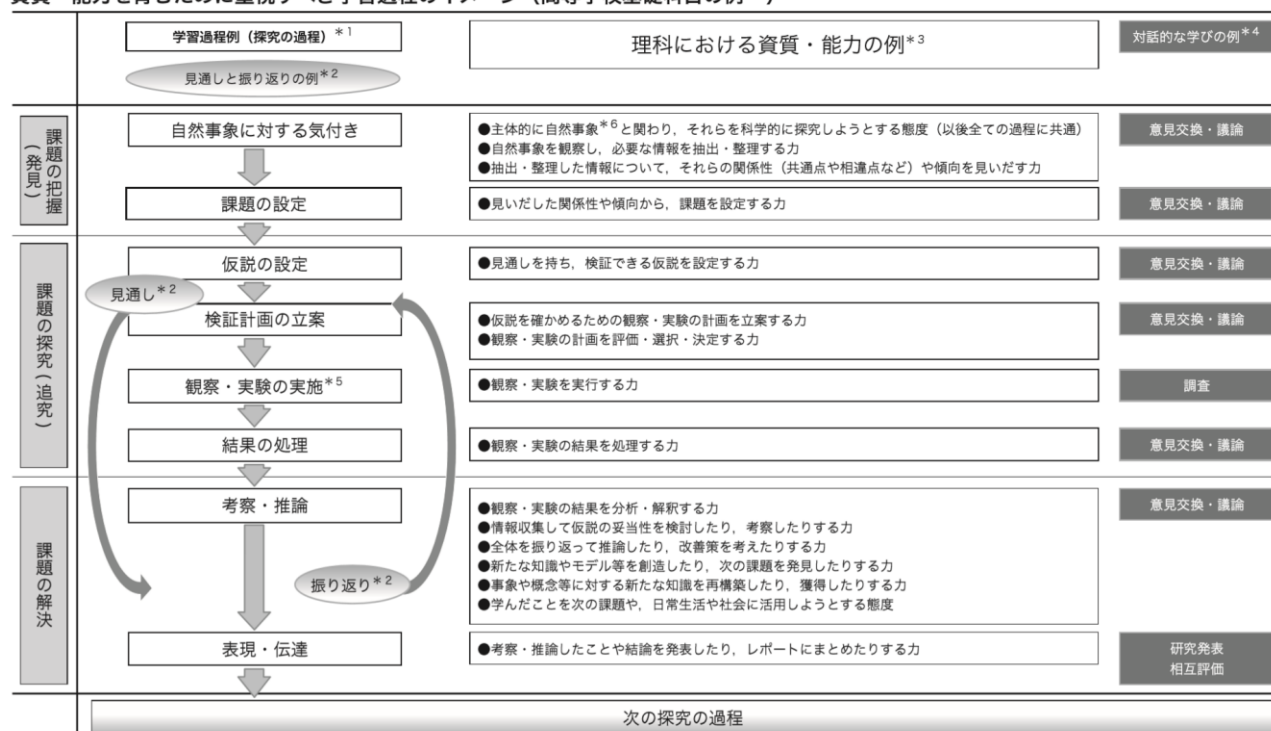 学習過程例（探究の過程）*1
理科における資質・能力の例*3
対話的な学びの例*4
見通しと振り返りの例*2
課題の把握（発見）
自然事象に対する気付き
●主体的に自然事象*6と関わり，それらを科学的に探究しようとする態度（以後全ての過程に共通）
●自然事象を観察し，必要な情報を抽出・整理する力
●抽出・整理した情報について，それらの関係性（共通点や相違点など）や傾向を見いだす力
意見交換・議論
課題の設定
●見いだした関係性や傾向から，課題を設定する力
意見交換・議論
課題の探究（追究）
仮説の設定
●見通しを持ち，検証できる仮説を設定する力
意見交換・議論
見通し*2
検証計画の立案
●仮説を確かめるための観察・実験の計画を立案する力
●観察・実験の計画を評価・選択・決定する力
意見交換・議論
観察・実験の実施*5
●観察・実験を実行する力
調査
結果の処理
●観察・実験の結果を処理する力
意見交換・議論
課題の解決
考察・推論
●観察・実験の結果を分析・解釈する力
●情報収集して仮説の妥当性を検討したり，考察したりする力
●全体を振り返って推論したり，改善策を考えたりする力
●新たな知識やモデル等を創造したり，次の課題を発見したりする力
●事象や概念等に対する新たな知識を再構築したり，獲得したりする力
●学んだことを次の課題や，日常生活や社会に活用しようとする態度
意見交換・議論
振り返り*2
表現・伝達
●考察・推論したことや結論を発表したり，レポートにまとめたりする力
研究発表
相互評価
次の探究の過程